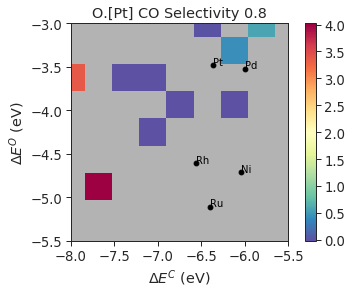 O.[Pt] CO Selectivity 0.8
−3.0
−3.5
−4.0
−4.5
−5.0
−5.5
ΔE^O (eV)
Pt
Pd
Rh
Ni
Ru
−8.0 −7.5 −7.0 −6.5 −6.0 −5.5
ΔE^C (eV)
4.0
3.5
3.0
2.5
2.0
1.5
1.0
0.5
0.0